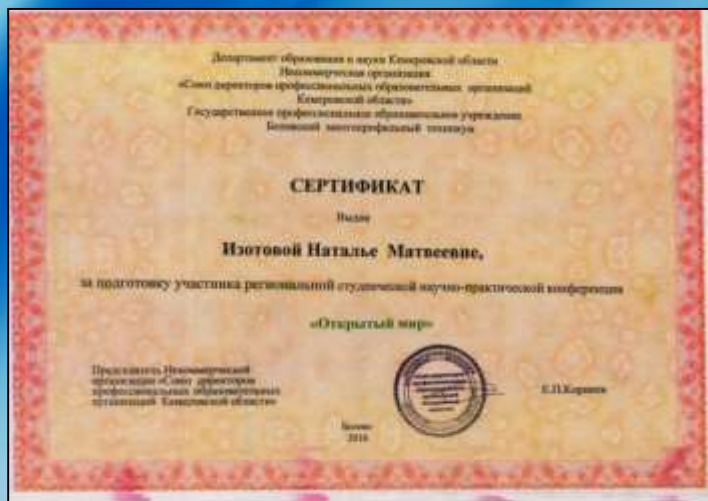 Департамент образования и науки Кемеровской области
Некоммерческая организация
«Союз директоров профессиональных образовательных организаций
Кемеровской области»
Государственное профессиональное образовательное учреждение
Беловский многопрофильный техникум
СЕРТИФИКАТ
Выдан
Изотовой Наталье Матвеевне,
за подготовку участника региональной студенческой научно-практической конференции
«Открытый мир»
Председатель Некоммерческой
организации «Союз директоров
профессиональных образовательных
организаций Кемеровской области»
Белово
2016